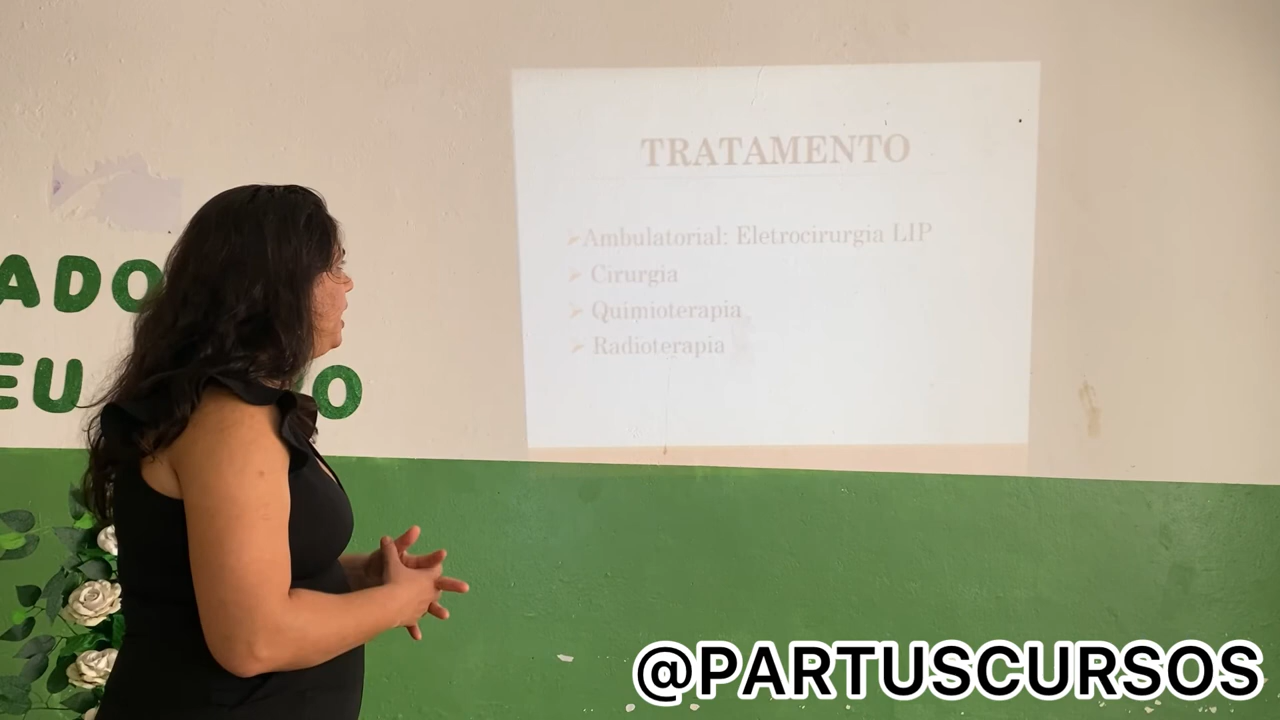 TRATAMENTO
➢Ambulatorial: Eletrocirurgia LIP
➢ Cirurgia
➢ Quimioterapia
➢ Radioterapia
ADO
EU
O
@PARTUSCURSOS